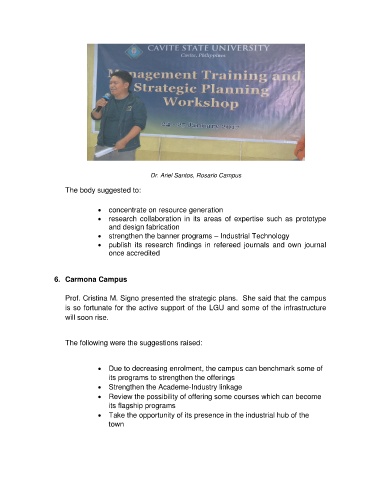 CAVITE STATE UNIVERSITY
Cavite, Philippines
Management Training and
Strategic Planning
Workshop
Dr. Ariel Santos, Rosario Campus
The body suggested to:
• concentrate on resource generation
• research collaboration in its areas of expertise such as prototype
and design fabrication
• strengthen the banner programs – Industrial Technology
• publish its research findings in refereed journals and own journal
once accredited
6. Carmona Campus
Prof. Cristina M. Signo presented the strategic plans. She said that the campus
is so fortunate for the active support of the LGU and some of the infrastructure
will soon rise.
The following were the suggestions raised:
• Due to decreasing enrolment, the campus can benchmark some of
its programs to strengthen the offerings
• Strengthen the Academe-Industry linkage
• Review the possibility of offering some courses which can become
its flagship programs
• Take the opportunity of its presence in the industrial hub of the
town